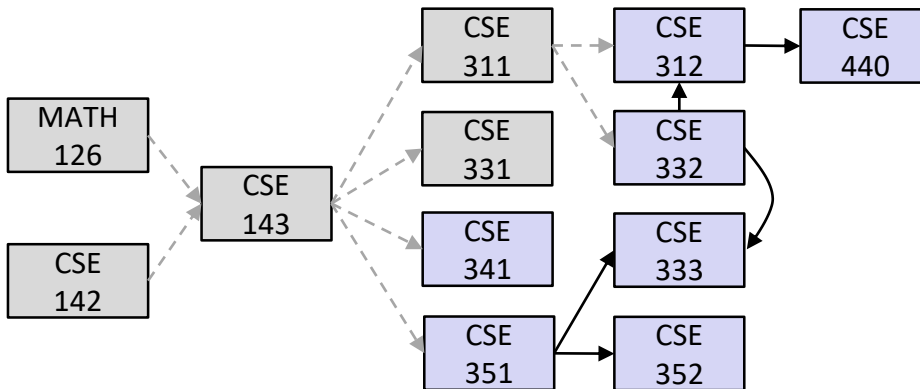 MATH
126
CSE
142
CSE
143
CSE
311
CSE
331
CSE
341
CSE
351
CSE
312
CSE
332
CSE
333
CSE
352
CSE
440